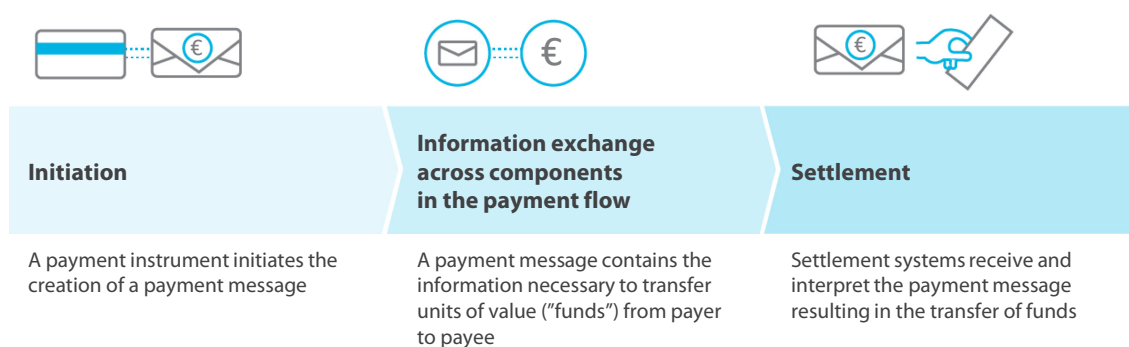 €
€
€
Initiation
Information exchange
across components
in the payment flow
Settlement
A payment instrument initiates the
creation of a payment message
A payment message contains the
information necessary to transfer
units of value (”funds”) from payer
to payee
Settlement systems receive and
interpret the payment message
resulting in the transfer of funds